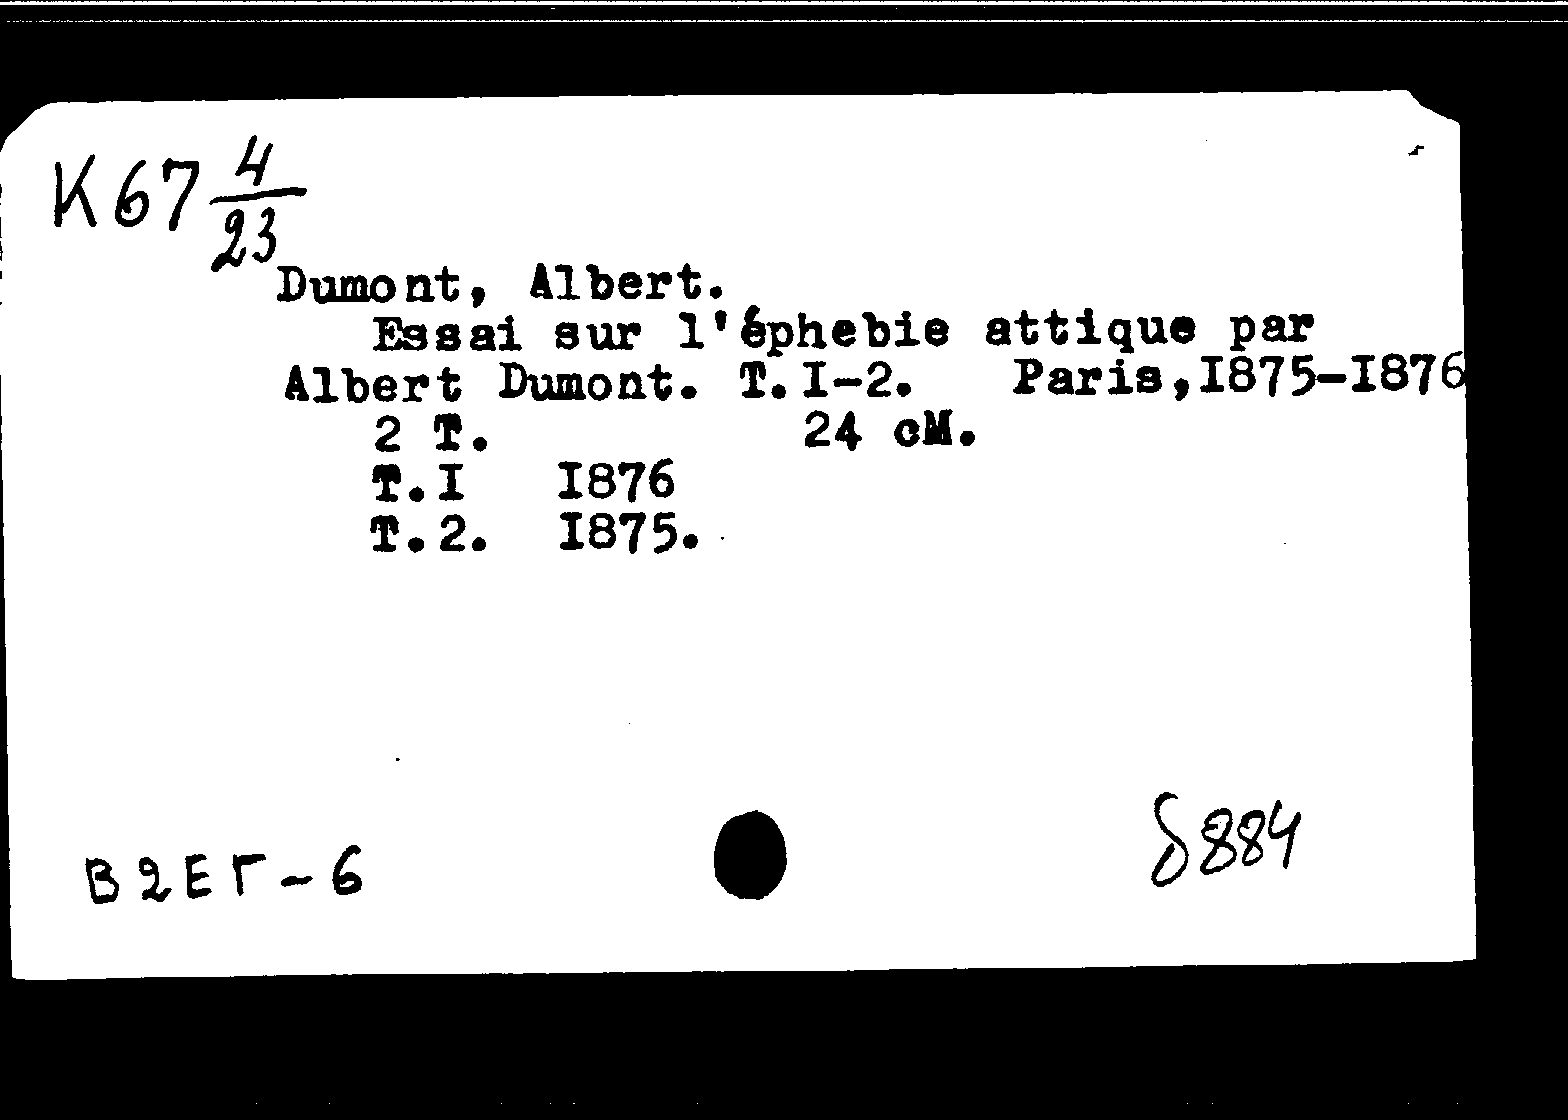 K67 4/23
Dumont, Albert.
Essai sur l'éphebie attique par
Albert Dumont. T.I-2. Paris,I875-I876
2 T. 24 cM.
T.I I876
T.2. I875.
В2ЕГ-6
δ884